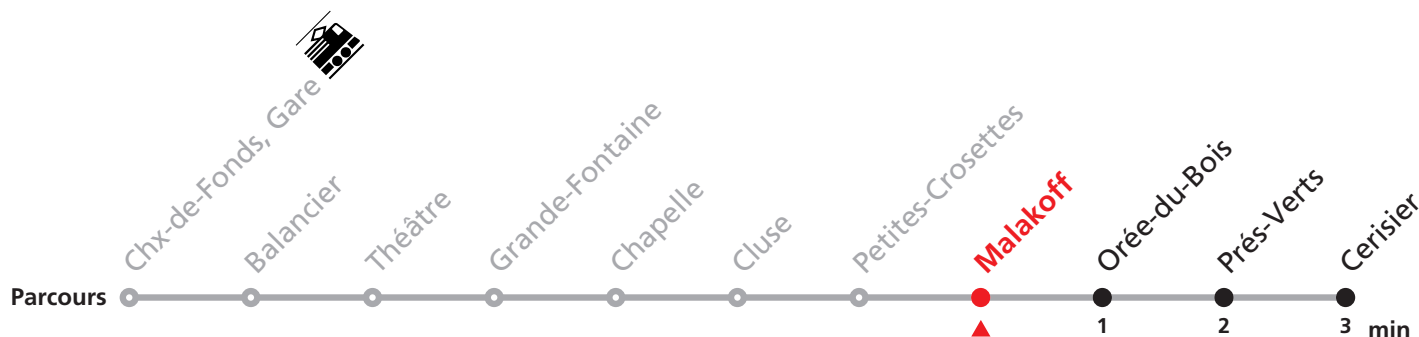 Chx-de-Fonds, Gare
Balancier
Théâtre
Grande-Fontaine
Chapelle
Cluse
Petites-Crosettes
Malakoff
Orée-du-Bois
Prés-Verts
Cerisier
Parcours
1 2 3 min